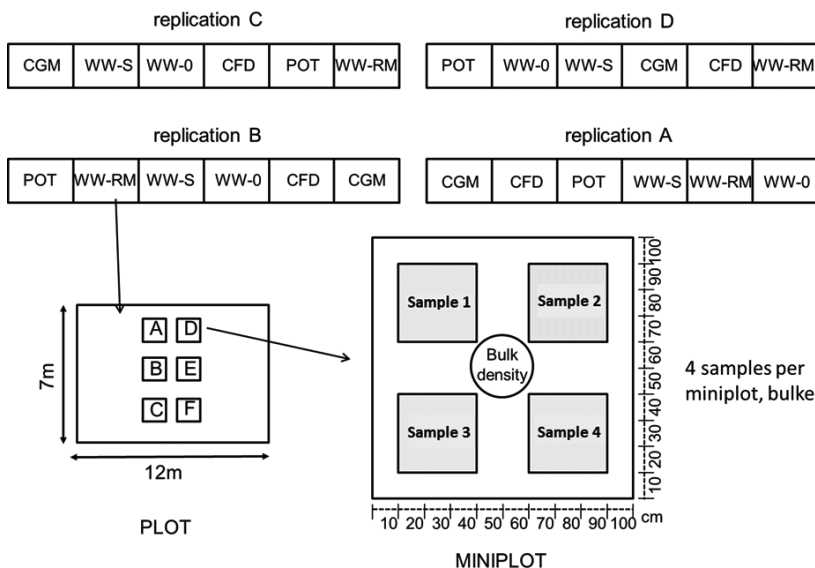 replication C
CGM WW-S WW-0 CFD POT WW-RM
replication D
POT WW-0 WW-S CGM CFD WW-RM
replication B
POT WW-RM WW-S WW-0 CFD CGM
replication A
CGM CFD POT WW-S WW-RM WW-0
7m
A D
B E
C F
12m
PLOT
Sample 1 Sample 2
Bulk
density
Sample 3 Sample 4
10 20 30 40 50 60 70 80 90 100
10 20 30 40 50 60 70 80 90 100 cm
MINIPLOT
4 samples per
miniplot, bulke